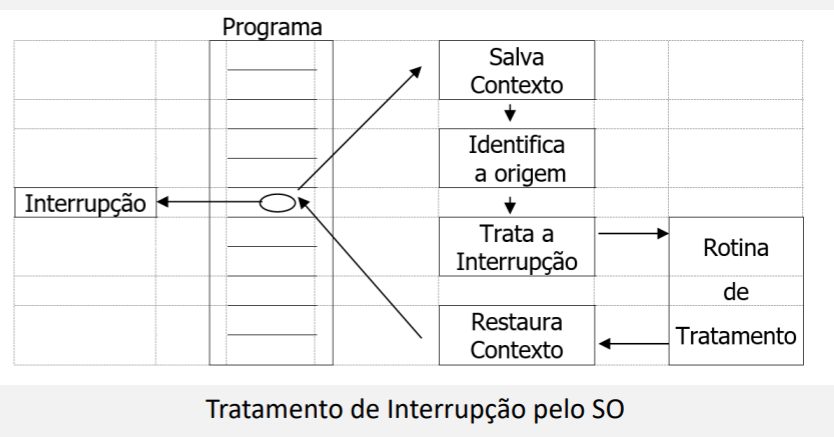 Programa
Salva
Contexto
Identifica
a origem
Interrupção
Trata a
Interrupção
Rotina
de
Tratamento
Restaura
Contexto
Tratamento de Interrupção pelo SO